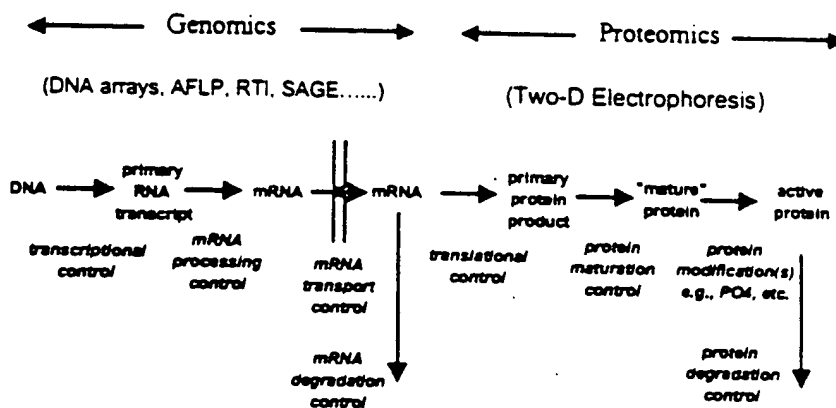 Genomics
Proteomics
(DNA arrays, AFLP, RTI, SAGE......)
(Two-D Electrophoresis)
DNA
primary
RNA
transcript
mRNA
mRNA
primary
protein
product
"mature"
protein
active
protein
transcriptional
control
mRNA
processing
control
mRNA
transport
control
translational
control
protein
maturation
control
protein
modification(s)
e.g., PO4, etc.
mRNA
degradation
control
protein
degradation
control